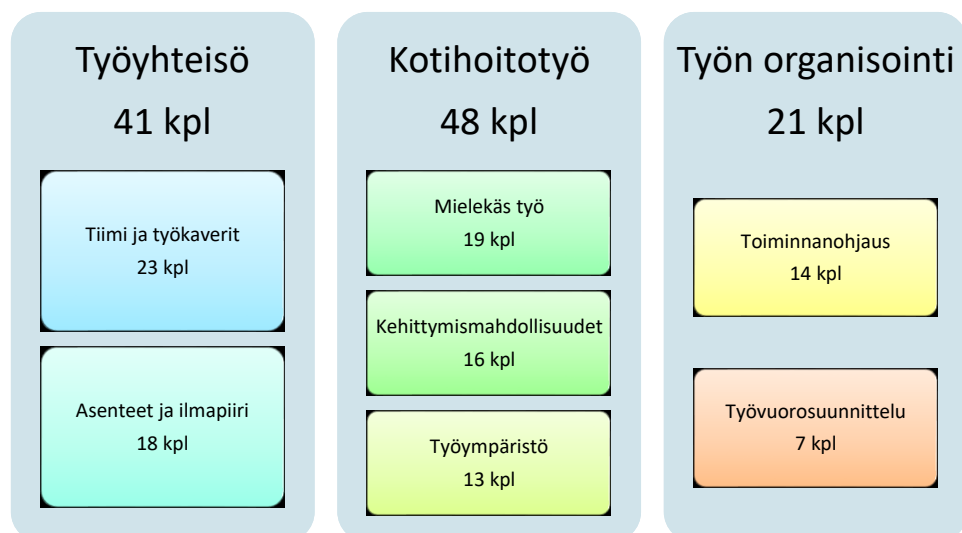 Työyhteisö
41 kpl
Tiimi ja työkaverit
23 kpl
Asenteet ja ilmapiiri
18 kpl
Kotihoitotyö
48 kpl
Mielekäs työ
19 kpl
Kehittymismahdollisuudet
16 kpl
Työympäristö
13 kpl
Työn organisointi
21 kpl
Toiminnanohjaus
14 kpl
Työvuorosuunnittelu
7 kpl